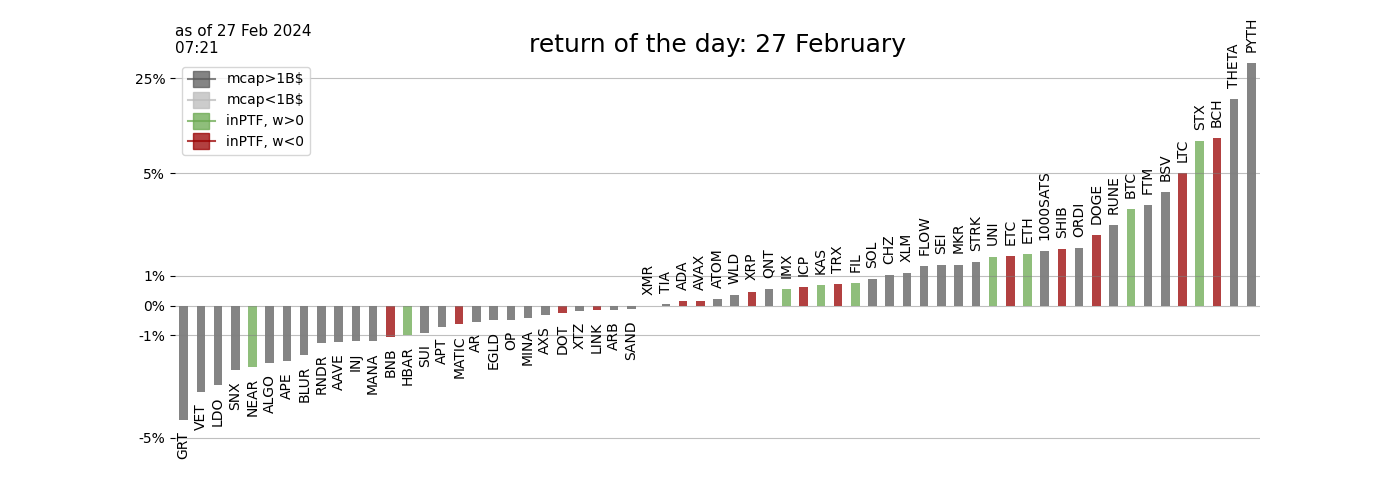 as of 27 Feb 2024
07:21
return of the day: 27 February
mcap>1B$
mcap<1B$
inPTF, w>0
inPTF, w<0
25%
5%
1%
0%
-1%
-5%
GRT
VET
LDO
SNX
NEAR
ALGO
APE
BLUR
RNDR
AAVE
INJ
MANA
BNB
HBAR
SUI
APT
MATIC
AR
EGLD
OP
MINA
AXS
DOT
XTZ
LINK
ARB
SAND
XMR
TIA
ADA
AVAX
ATOM
WLD
XRP
QNT
IMX
ICP
KAS
TRX
FIL
SOL
CHZ
XLM
FLOW
SEI
MKR
STRK
UNI
ETC
ETH
1000SATS
SHIB
ORDI
DOGE
RUNE
BTC
FTM
BSV
LTC
STX
BCH
THETA
PYTH